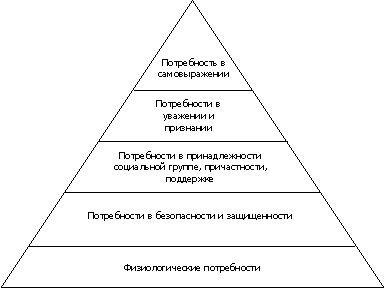 Потребность в
самовыражении
Потребности в
уважении и
признании
Потребности в принадлежности
социальной группе, причастности,
поддержке
Потребности в безопасности и защищенности
Физиологические потребности